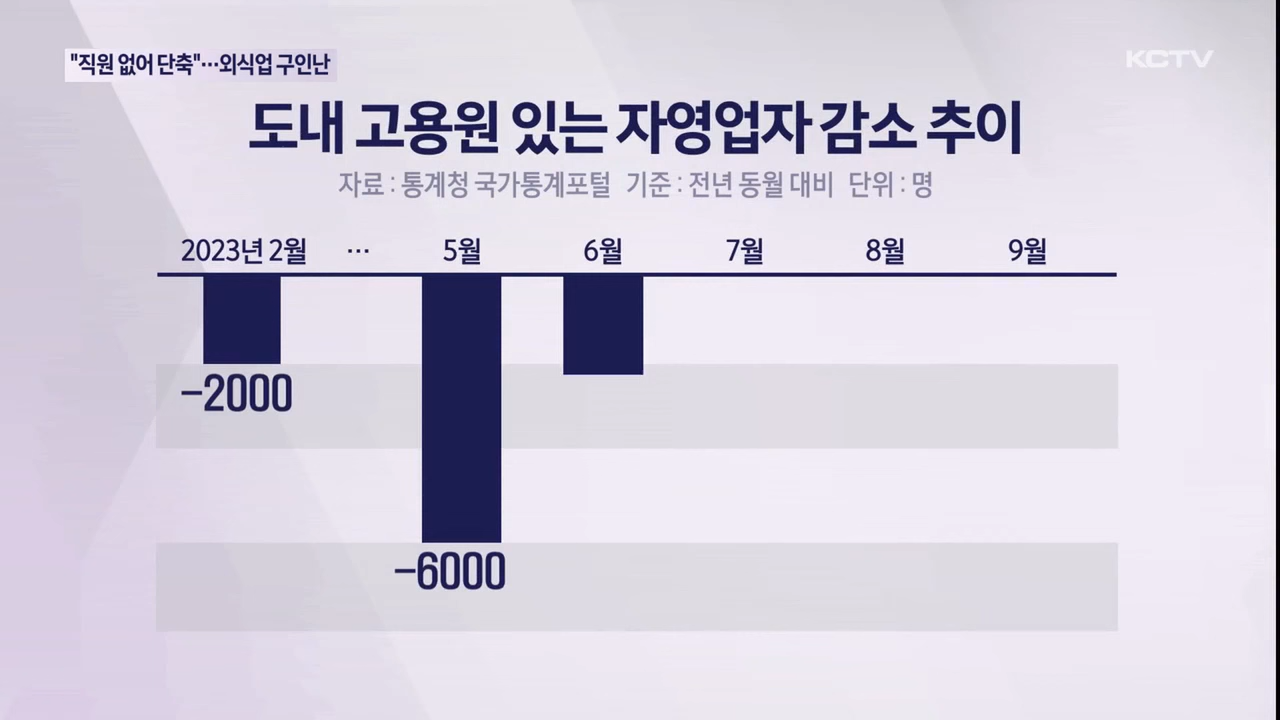 "직원 없어 단축"…외식업 구인난
KCTV
도내 고용원 있는 자영업자 감소 추이
자료 : 통계청 국가통계포털 기준 : 전년 동월 대비 단위 : 명
2023년 2월 … 5월 6월 7월 8월 9월
-2000
-6000